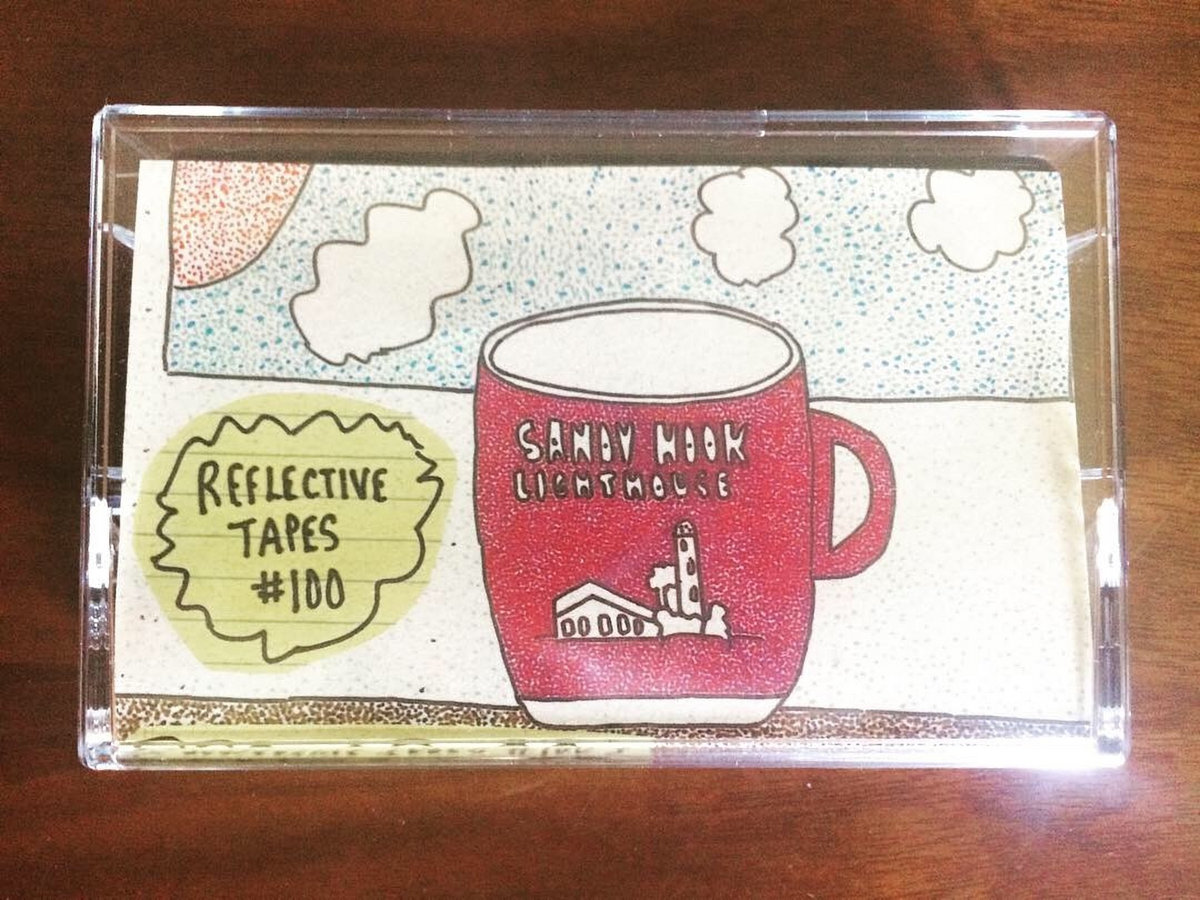 REFLECTIVE
TAPES
#100
SANDY HOOK
LIGHTHOUSE